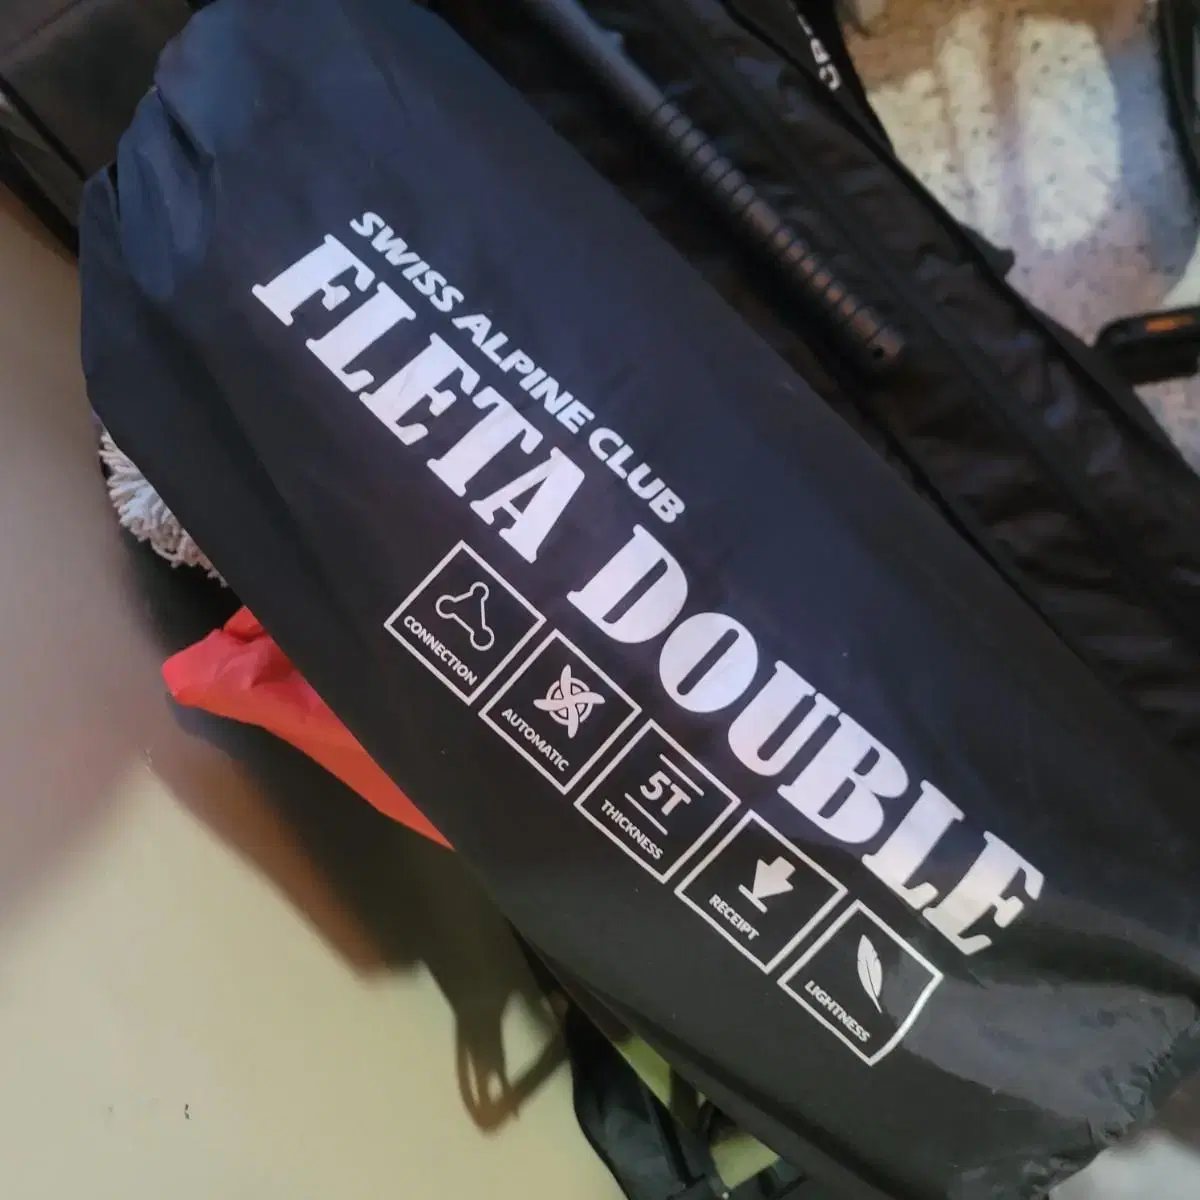 SWISS ALPINE CLUB
FLETA DOUBLE
CONNECTION
AUTOMATIC
5T
THICKNESS
RECEIPT
LIGHTNESS